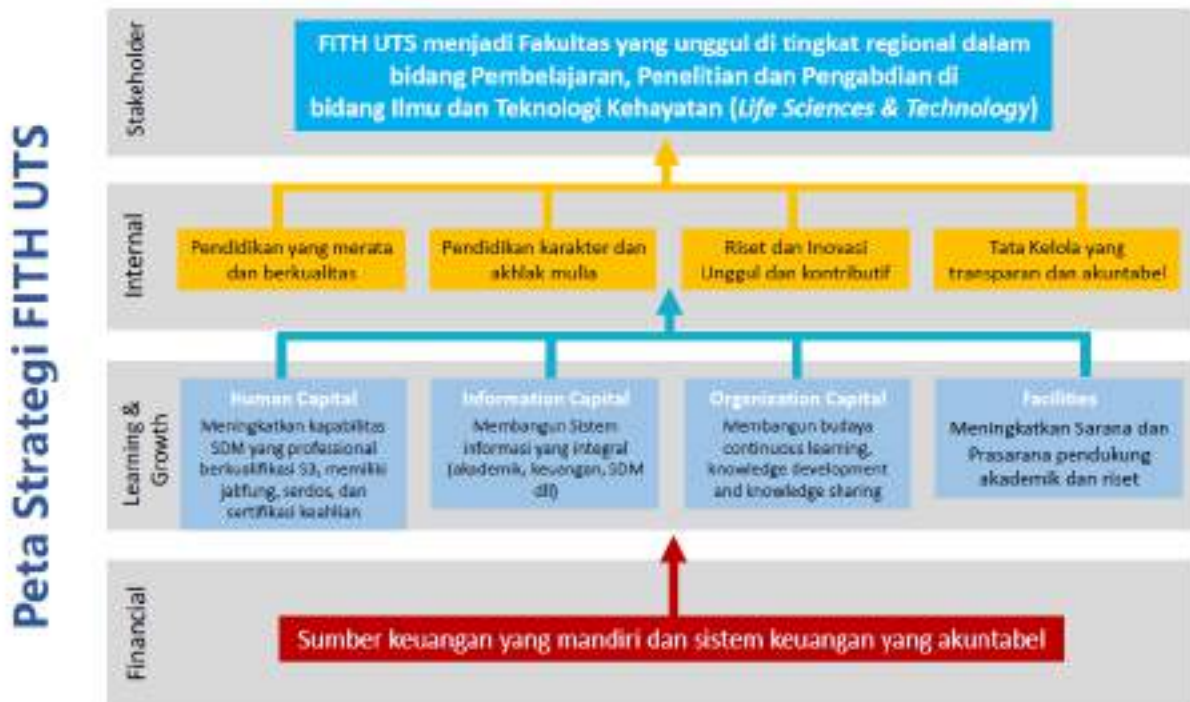 Peta Strategi FITH UTS
Stakeholder
FITH UTS menjadi Fakultas yang unggul di tingkat regional dalam
bidang Pembelajaran, Penelitian dan Pengabdian di
bidang Ilmu dan Teknologi Kehayatan (Life Sciences & Technology)
Internal
Pendidikan yang merata
dan berkualitas
Pendidikan karakter dan
akhlak mulia
Riset dan Inovasi
Unggul dan kontributif
Tata Kelola yang
transparan dan akuntabel
Learning &
Growth
Human Capital
Meningkatkan kapabilitas
SDM yang professional
berkualifikasi S3, memiliki
jabfung, serdos, dan
sertifikasi keahlian
Information Capital
Membangun Sistem
informasi yang integral
(akademik, keuangan, SDM
dll)
Organization Capital
Membangun budaya
continuous learning,
knowledge development
and knowledge sharing
Facilities
Meningkatkan Sarana dan
Prasarana pendukung
akademik dan riset
Financial
Sumber keuangan yang mandiri dan sistem keuangan yang akuntabel